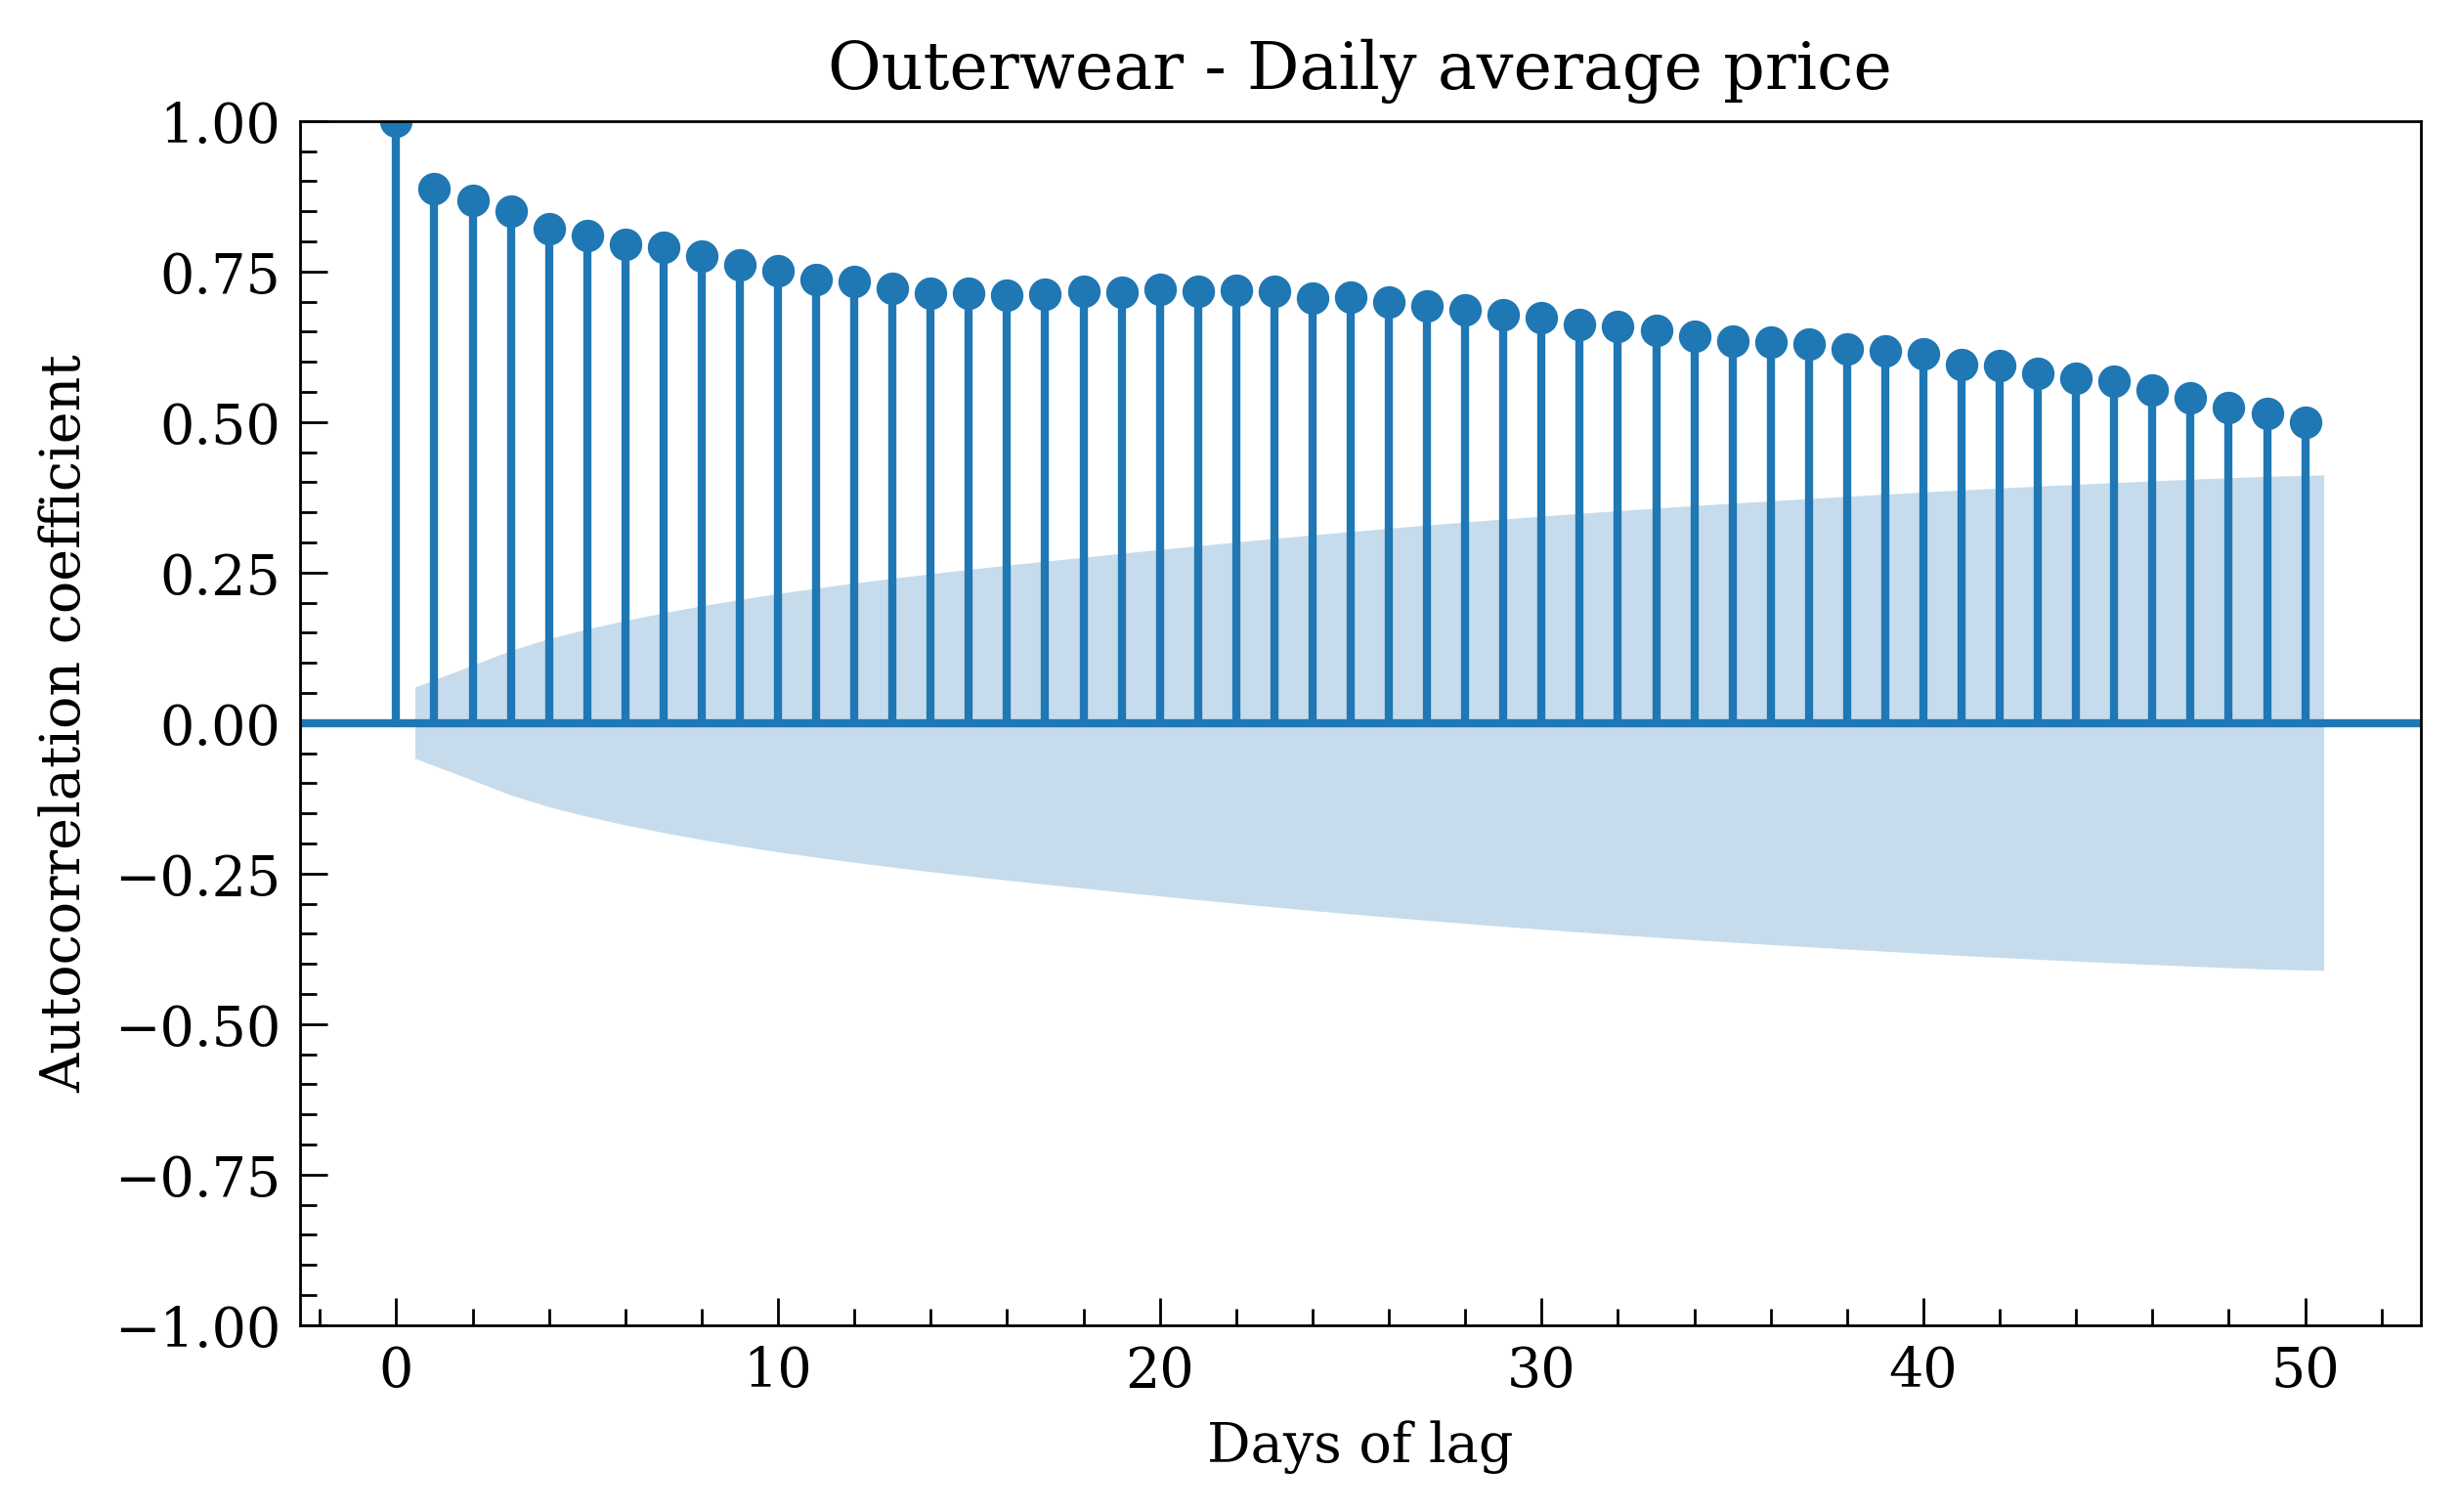 Outerwear - Daily average price
1.00
0.75
0.50
0.25
0.00
−0.25
−0.50
−0.75
−1.00
Autocorrelation coefficient
0 10 20 30 40 50
Days of lag